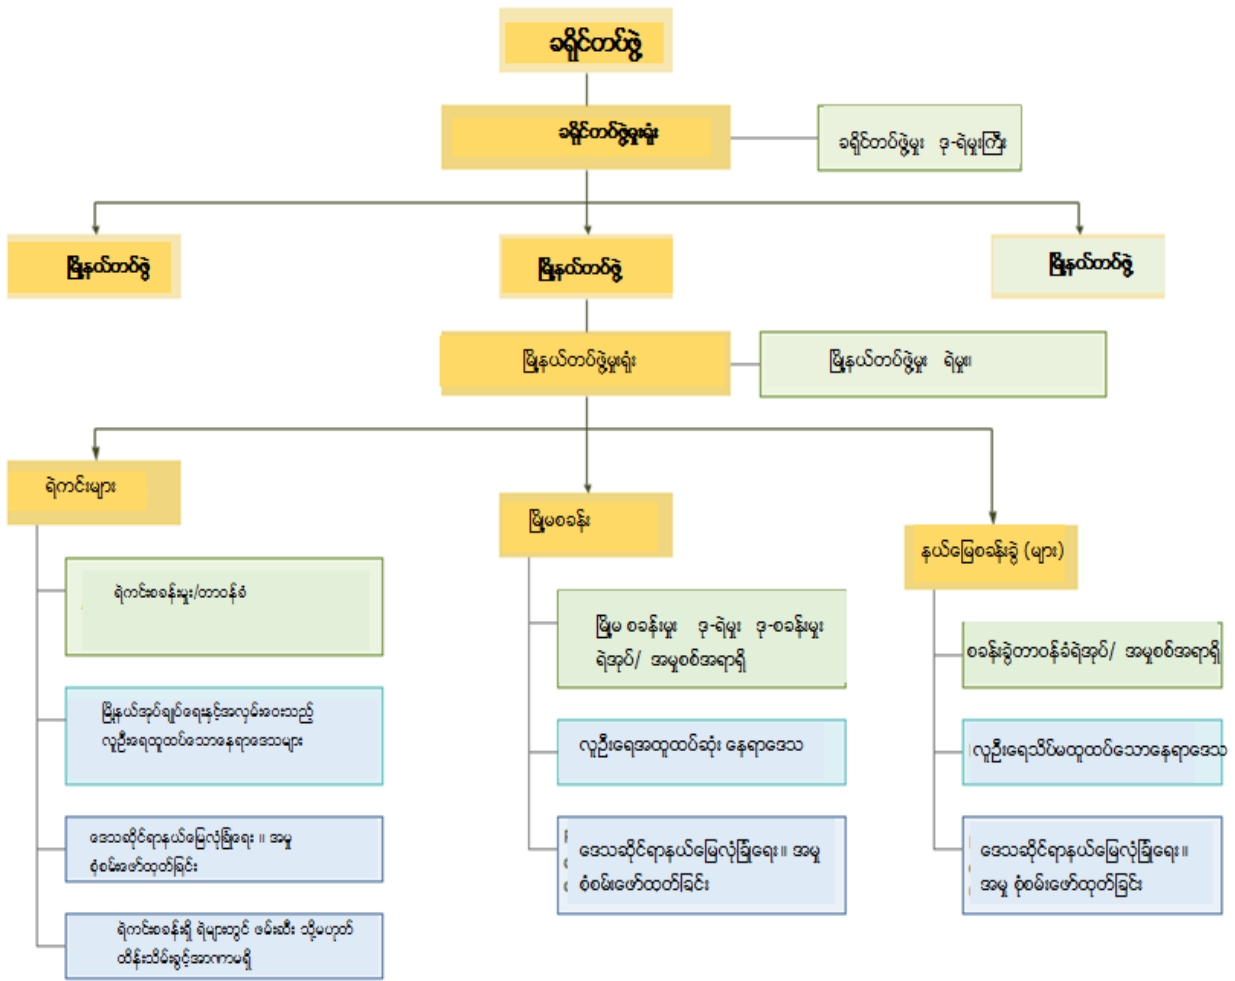 ခရိုင်တပ်ဖွဲ့
ခရိုင်တပ်ဖွဲ့မှူးရုံး
ခရိုင်တပ်ဖွဲ့မှူး ဒု-ရဲမှူးကြီး
မြို့နယ်တပ်ဖွဲ့
မြို့နယ်တပ်ဖွဲ့
မြို့နယ်တပ်ဖွဲ့
မြို့နယ်တပ်ဖွဲ့မှူးရုံး
မြို့နယ်တပ်ဖွဲ့မှူး ရဲမှူး၊
ရဲကင်းများ
ရဲကင်းစခန်းမှူး/တာဝန်ခံ
မြို့နယ်အုပ်ချုပ်ရေးနှင့်အလှမ်းဝေးသည့်
လူဦးရေထူထပ်သောနေရာဒေသများ
ဒေသဆိုင်ရာနယ်မြေလုံခြုံရေး ။ အမှု
စုံစမ်းဖော်ထုတ်ခြင်း
ရဲကင်းစခန်းရှိ ရဲများတွင် ဖမ်းဆီး သို့မဟုတ်
ထိန်းသိမ်းခွင့်အာဏာမရှိ
မြို့မစခန်း
မြို့မ စခန်းမှူး ဒု-ရဲမှူး ဒု-စခန်းမှူး
ရဲအုပ်/ အမှုစစ်အရာရှိ
လူဦးရေအထူထပ်ဆုံး နေရာဒေသ
ဒေသဆိုင်ရာနယ်မြေလုံခြုံရေး။ အမှု
စုံစမ်းဖော်ထုတ်ခြင်း
နယ်မြေစခန်းခွဲ (များ)
စခန်းခွဲတာဝန်ခံရဲအုပ်/ အမှုစစ်အရာရှိ
လူဦးရေသိပ်မထူထပ်သောနေရာဒေသ
ဒေသဆိုင်ရာနယ်မြေလုံခြုံရေး။
အမှု စုံစမ်းဖော်ထုတ်ခြင်း